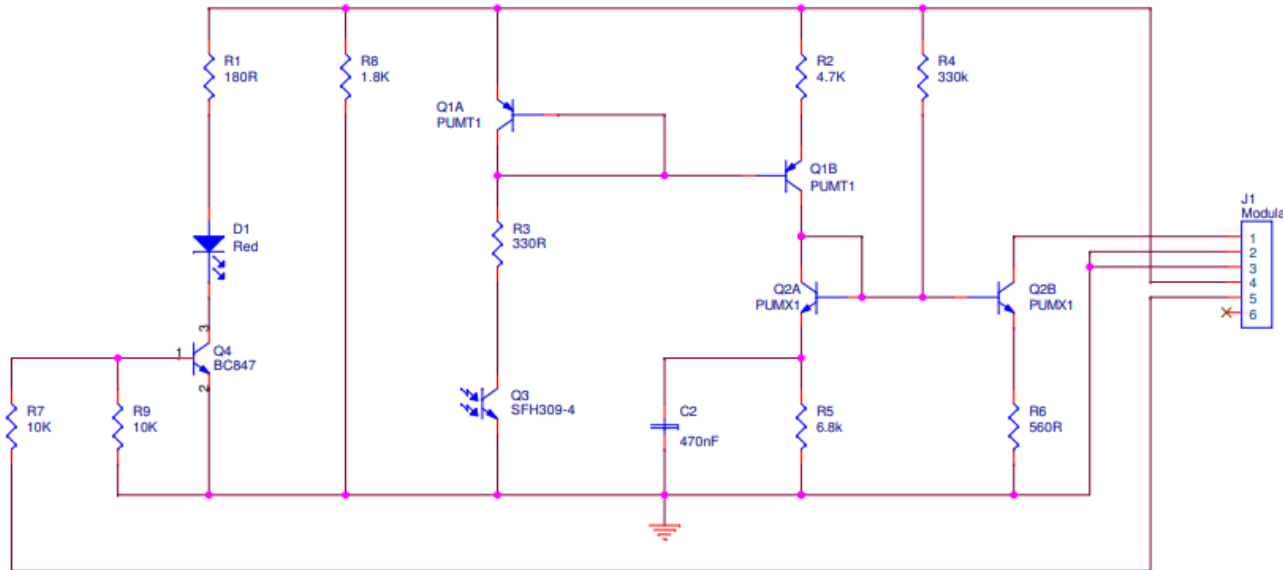 R1
180R
R8
1.8K
R2
4.7K
R4
330k
Q1A
PUMT1
Q1B
PUMT1
J1
Modula
D1
Red
R3
330R
1
2
3
4
5
6
Q2A
PUMX1
Q2B
PUMX1
3
1
Q4
BC847
2
Q3
SFH309-4
R7
10K
R9
10K
C2
470nF
R5
6.8k
R6
560R